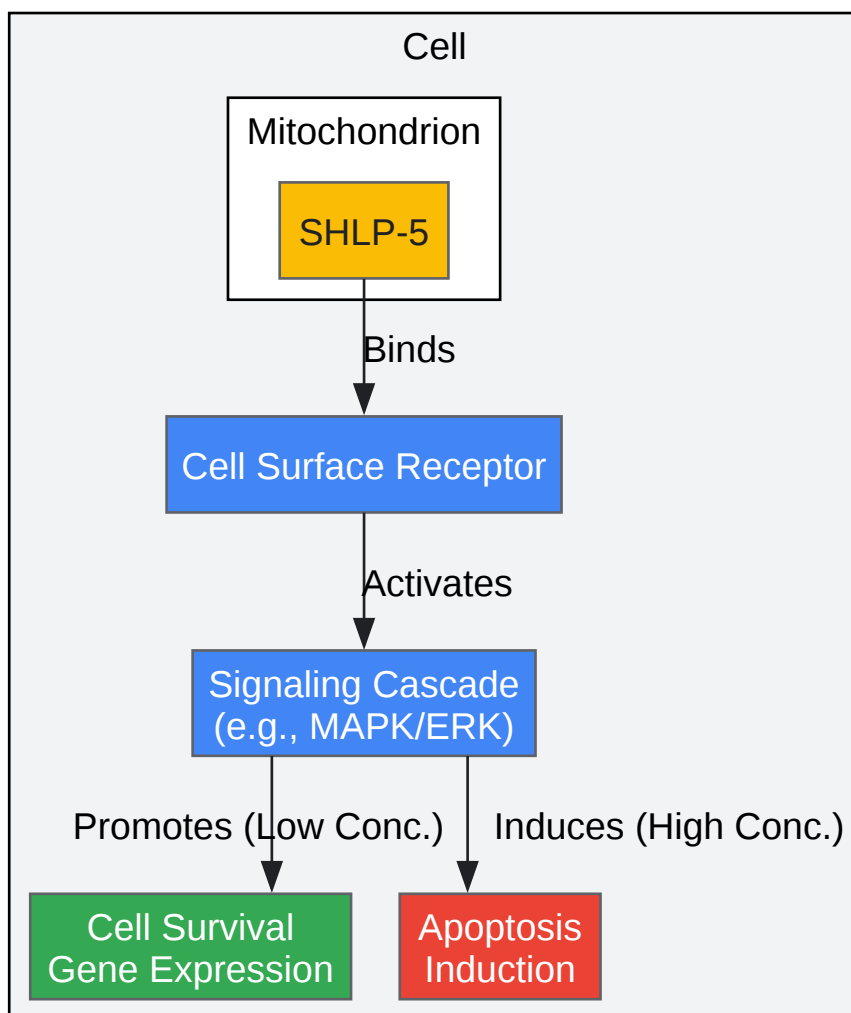 Cell
Mitochondrion
SHLP-5
Binds
Cell Surface Receptor
Activates
Signaling Cascade
(e.g., MAPK/ERK)
Promotes (Low Conc.)
Induces (High Conc.)
Cell Survival
Gene Expression
Apoptosis
Induction